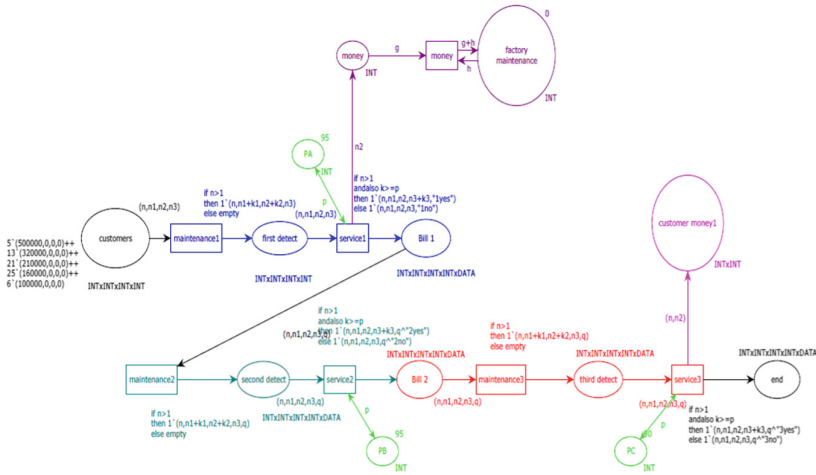 0
money
g
money
g+h
h
factory
maintenance
INT
INT
n2
95
PA
INT
p
if n>1
then 1`(n,n1+k1,n2+k2,n3)
else empty
(n,n1,n2,n3)
if n>1
andalso k>=p
then 1`(n,n1,n2,n3+k3,"1yes")
else 1`(n,n1,n2,n3,"1no")
(n,n1,n2,n3)
customers
maintenance1
first detect
service1
Bill 1
customer money1
5`(500000,0,0,0)++
13`(320000,0,0,0)++
21`(210000,0,0,0)++
25`(160000,0,0,0)++
6`(100000,0,0,0)
INTxINTxINTxINT
INTxINTxINTxINT
INTxINTxINTxINTxDATA
INTxINT
if n>1
andalso k>=p
then 1`(n,n1,n2,n3+k3,q^"2yes")
else 1`(n,n1,n2,n3,q^"2no")
(n,n1,n2,n3,q)
if n>1
then 1`(n,n1+k1,n2+k2,n3,q)
else empty
(n,n2)
INTxINTxINTxINTxDATA
INTxINTxINTxINTxDATA
INTxINTxINTxINTxDATA
maintenance2
second detect
service2
Bill 2
maintenance3
third detect
service3
end
(n,n1,n2,n3,q)
(n,n1,n2,n3,q)
(n,n1,n2,n3,q)
if n>1
then 1`(n,n1+k1,n2+k2,n3,q)
else empty
INTxINTxINTxINTxDATA
p
95
PB
INT
p
90
PC
INT
if n>1
andalso k>=p
then 1`(n,n1,n2,n3+k3,q^"3yes")
else 1`(n,n1,n2,n3,q^"3no")